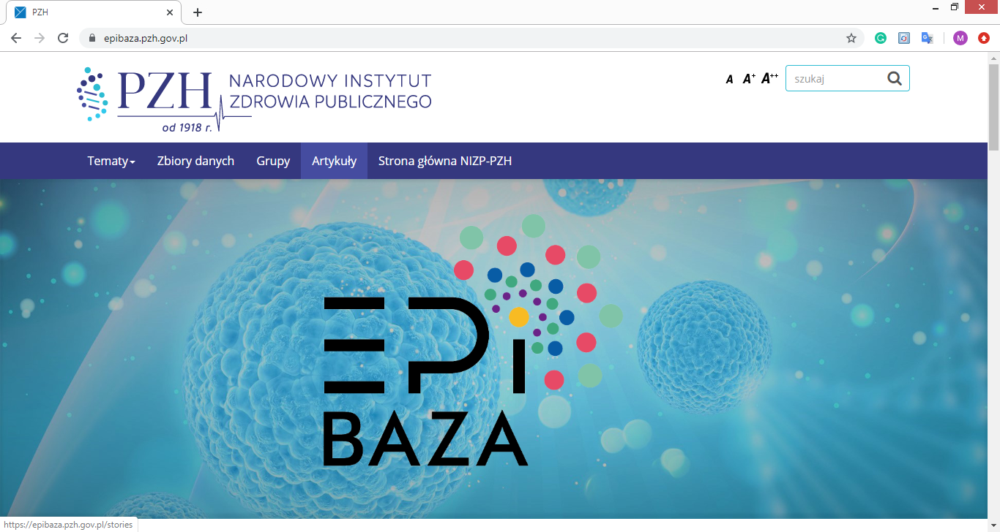 PZH
epibaza.pzh.gov.pl
M
PZH NARODOWY INSTYTUT
ZDROWIA PUBLICZNEGO
od 1918 r.
A A+ A++ szukaj
Tematy Zbiory danych Grupy Artykuły Strona główna NIZP-PZH
EPi
BAZA
https://epibaza.pzh.gov.pl/stories